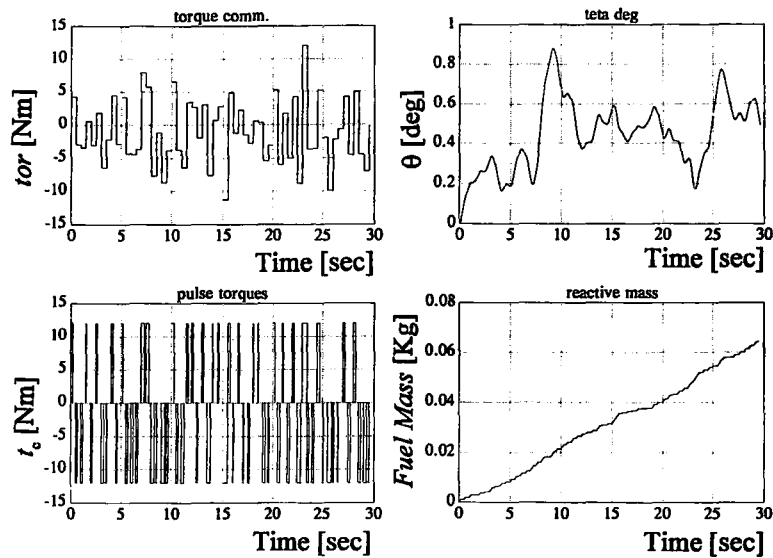 torque comm.
15
10
5
0
-5
-10
-15
tor [Nm]
0 5 10 15 20 25 30
Time [sec]
teta deg
1
0.8
0.6
0.4
0.2
0
θ [deg]
0 5 10 15 20 25 30
Time [sec]
pulse torques
15
10
5
0
-5
-10
-15
t_c [Nm]
0 5 10 15 20 25 30
Time [sec]
reactive mass
0.08
0.06
0.04
0.02
0
Fuel Mass [Kg]
0 5 10 15 20 25 30
Time [sec]